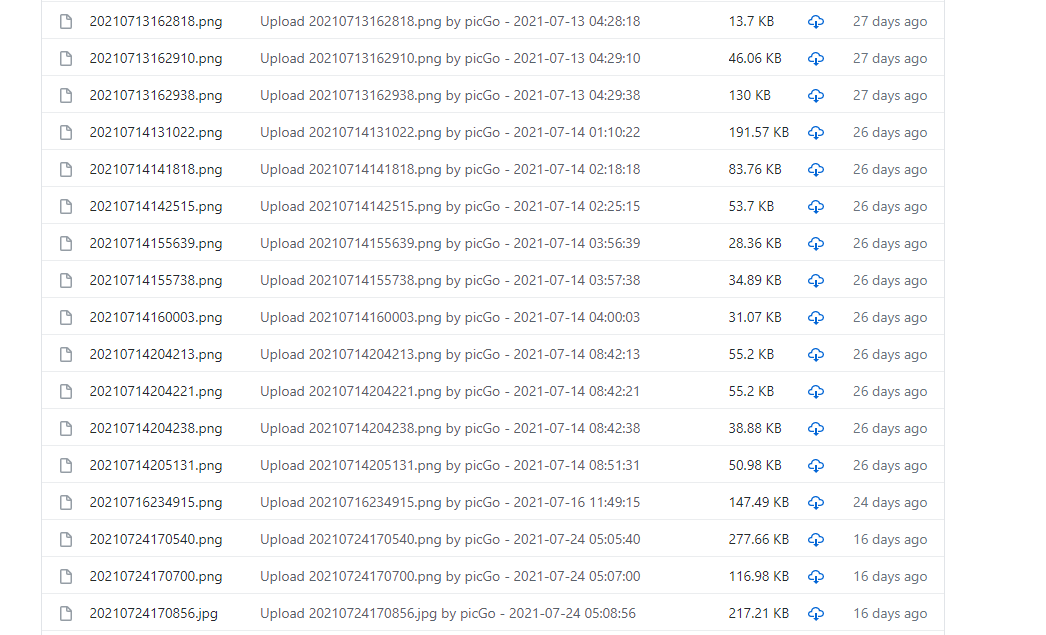 20210713162818.png Upload 20210713162818.png by picGo - 2021-07-13 04:28:18 13.7 KB 27 days ago
20210713162910.png Upload 20210713162910.png by picGo - 2021-07-13 04:29:10 46.06 KB 27 days ago
20210713162938.png Upload 20210713162938.png by picGo - 2021-07-13 04:29:38 130 KB 27 days ago
20210714131022.png Upload 20210714131022.png by picGo - 2021-07-14 01:10:22 191.57 KB 26 days ago
20210714141818.png Upload 20210714141818.png by picGo - 2021-07-14 02:18:18 83.76 KB 26 days ago
20210714142515.png Upload 20210714142515.png by picGo - 2021-07-14 02:25:15 53.7 KB 26 days ago
20210714155639.png Upload 20210714155639.png by picGo - 2021-07-14 03:56:39 28.36 KB 26 days ago
20210714155738.png Upload 20210714155738.png by picGo - 2021-07-14 03:57:38 34.89 KB 26 days ago
20210714160003.png Upload 20210714160003.png by picGo - 2021-07-14 04:00:03 31.07 KB 26 days ago
20210714204213.png Upload 20210714204213.png by picGo - 2021-07-14 08:42:13 55.2 KB 26 days ago
20210714204221.png Upload 20210714204221.png by picGo - 2021-07-14 08:42:21 55.2 KB 26 days ago
20210714204238.png Upload 20210714204238.png by picGo - 2021-07-14 08:42:38 38.88 KB 26 days ago
20210714205131.png Upload 20210714205131.png by picGo - 2021-07-14 08:51:31 50.98 KB 26 days ago
20210716234915.png Upload 20210716234915.png by picGo - 2021-07-16 11:49:15 147.49 KB 24 days ago
20210724170540.png Upload 20210724170540.png by picGo - 2021-07-24 05:05:40 277.66 KB 16 days ago
20210724170700.png Upload 20210724170700.png by picGo - 2021-07-24 05:07:00 116.98 KB 16 days ago
20210724170856.jpg Upload 20210724170856.jpg by picGo - 2021-07-24 05:08:56 217.21 KB 16 days ago